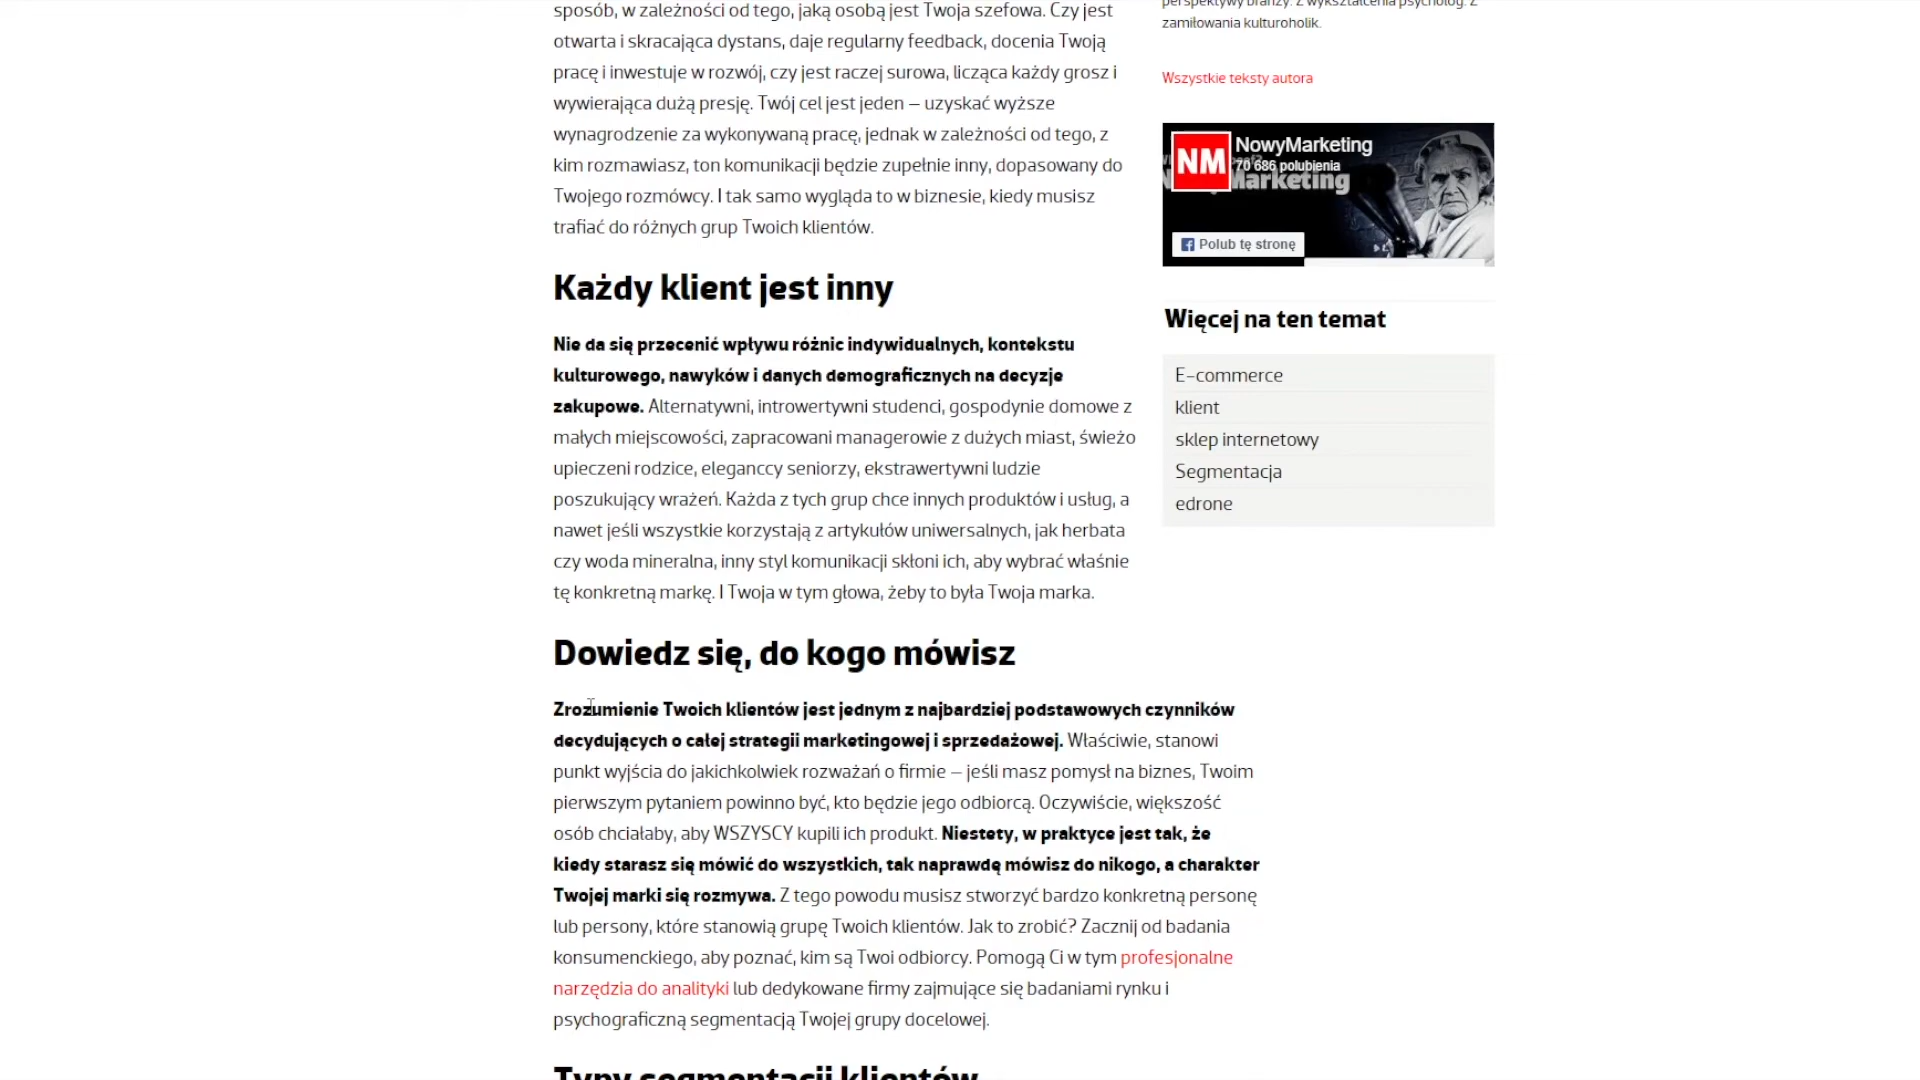 sposób, w zależności od tego, jaką osobą jest Twoja szefowa. Czy jest
otwarta i skracająca dystans, daje regularny feedback, docenia Twoją
pracę i inwestuje w rozwój, czy jest raczej surowa, licząca każdy grosz i
wywierająca dużą presję. Twój cel jest jeden – uzyskać wyższe
wynagrodzenie za wykonywaną pracę, jednak w zależności od tego, z
kim rozmawiasz, ton komunikacji będzie zupełnie inny, dopasowany do
Twojego rozmówcy. I tak samo wygląda to w biznesie, kiedy musisz
trafiać do różnych grup Twoich klientów.
Każdy klient jest inny
Nie da się przecenić wpływu różnic indywidualnych, kontekstu
kulturowego, nawyków i danych demograficznych na decyzje
zakupowe. Alternatywni, introwertywni studenci, gospodynie domowe z
małych miejscowości, zapracowani managerowie z dużych miast, świeżo
upieczeni rodzice, eleganccy seniorzy, ekstrawertywni ludzie
poszukujący wrażeń. Każda z tych grup chce innych produktów i usług, a
nawet jeśli wszystkie korzystają z artykułów uniwersalnych, jak herbata
czy woda mineralna, inny styl komunikacji skłoni ich, aby wybrać właśnie
tę konkretną markę. I Twoja w tym głowa, żeby to była Twoja marka.
Dowiedz się, do kogo mówisz
Zrozumienie Twoich klientów jest jednym z najbardziej podstawowych czynników
decydujących o całej strategii marketingowej i sprzedażowej. Właściwie, stanowi
punkt wyjścia do jakichkolwiek rozważań o firmie – jeśli masz pomysł na biznes, Twoim
pierwszym pytaniem powinno być, kto będzie jego odbiorcą. Oczywiście, większość
osób chciałaby, aby WSZYSCY kupili ich produkt. Niestety, w praktyce jest tak, że
kiedy starasz się mówić do wszystkich, tak naprawdę mówisz do nikogo, a charakter
Twojej marki się rozmywa. Z tego powodu musisz stworzyć bardzo konkretną personę
lub persony, które stanowią grupę Twoich klientów. Jak to zrobić? Zacznij od badania
konsumenckiego, aby poznać, kim są Twoi odbiorcy. Pomogą Ci w tym profesjonalne
narzędzia do analityki lub dedykowane firmy zajmujące się badaniami rynku i
psychograficzną segmentacją Twojej grupy docelowej.
Typy segmentacji klientów
perspektywy branży. Z wykształcenia psycholog. Z
zamiłowania kulturoholik.
Wszystkie teksty autora
NM
NowyMarketing
70 686 polubienia
Marketing
Polub tę stronę
Więcej na ten temat
E-commerce
klient
sklep internetowy
Segmentacja
edrone